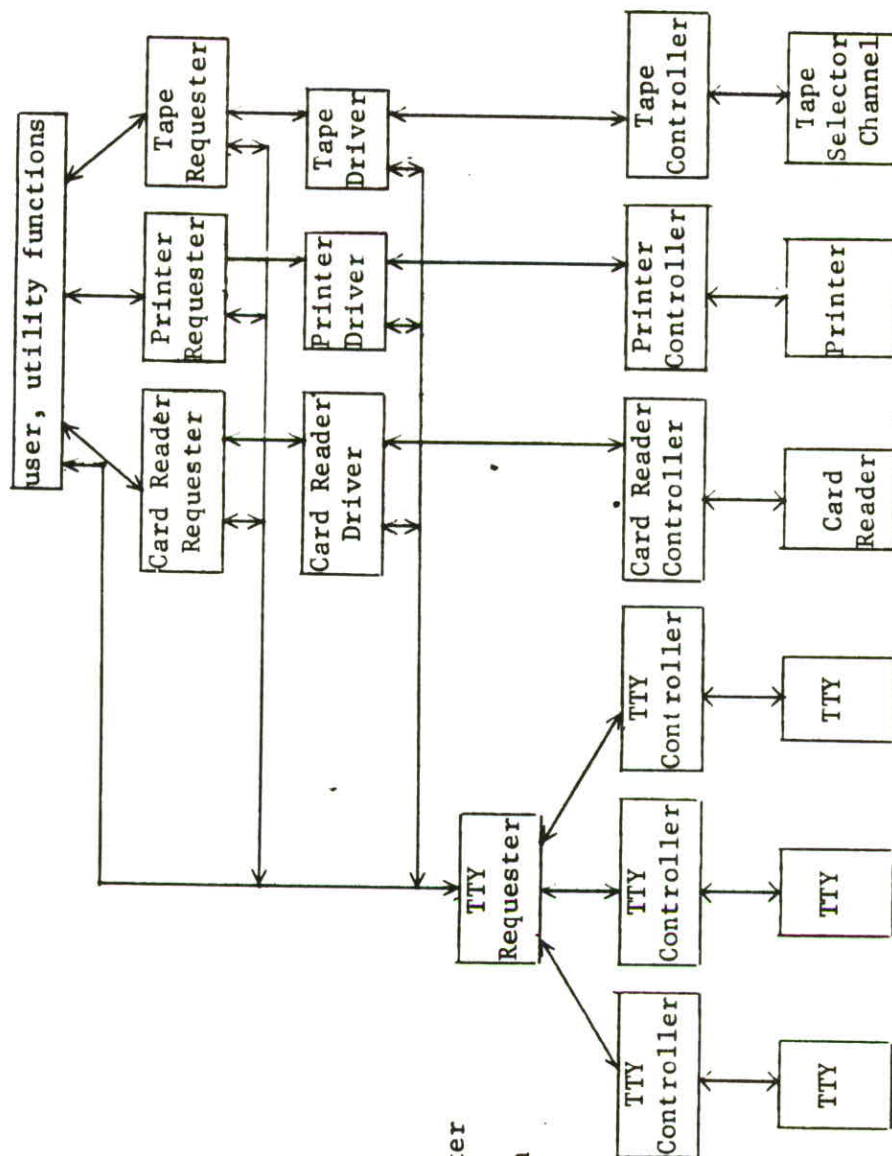 user, utility functions
Card Reader
Requester
Printer
Requester
Tape
Requester
Card Reader
Driver
Printer
Driver
Tape
Driver
TTY
Requester
TTY
Controller
TTY
Controller
TTY
Controller
Card Reader
Controller
Printer
Controller
Tape
Controller
TTY
TTY
TTY
Card
Reader
Printer
Tape
Selector
Channel
ter